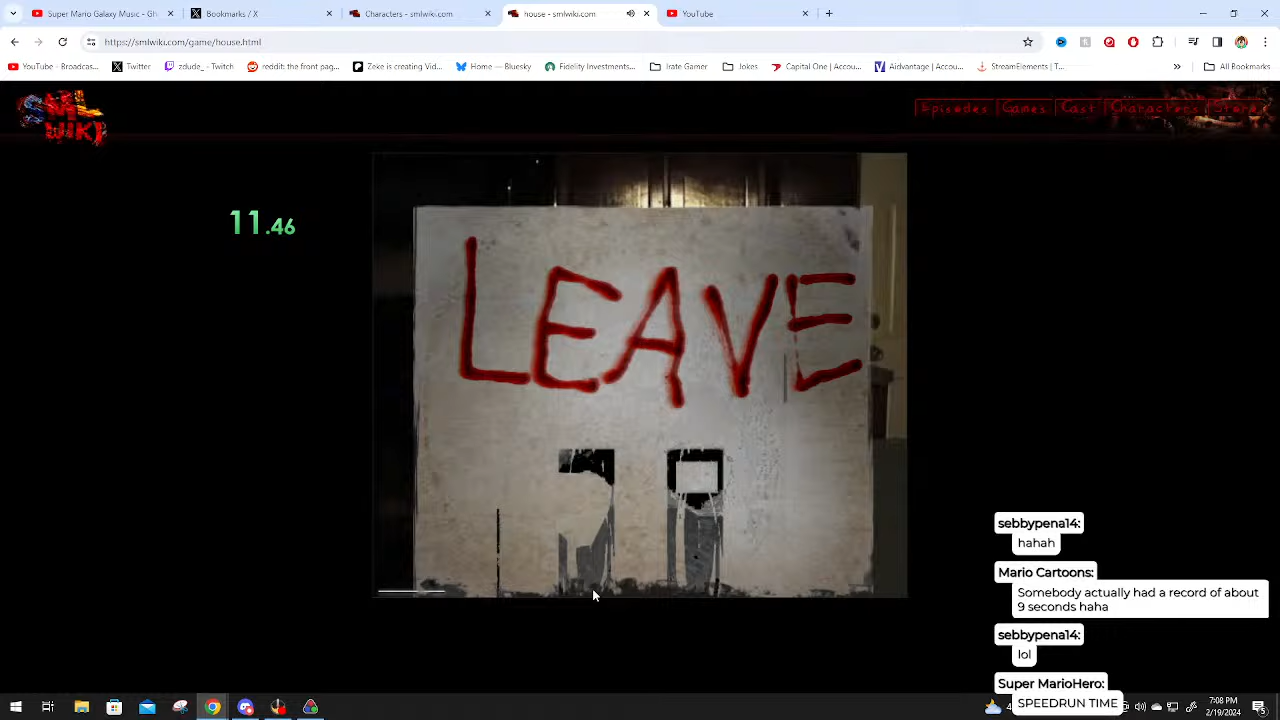 Super Mario Galaxy Music - Gh
Bookmarks / X
Characters - smlwiki.com
house - smlwiki.com
YouTube
https://smlwiki.com/game/house.html
YouTube - Broadcas...
Twitter
zzdude_ - Twitch
reddit: the front pag...
Zeke is creating Vid...
Home — Bluesky
Fidelity Investments...
Irate Gamer
Jokes
Capital One | Accou...
Advantage | Accoun...
StreamElements - T...
All Bookmarks
SML
WIKI
Episodes
Games
Cast
Characters
Store
11.46
LEAVE
sebbypena14:
hahah
Mario Cartoons:
Somebody actually had a record of about
9 seconds haha
sebbypena14:
lol
Super MarioHero:
SPEEDRUN TIME
7:08 PM
2/19/2024